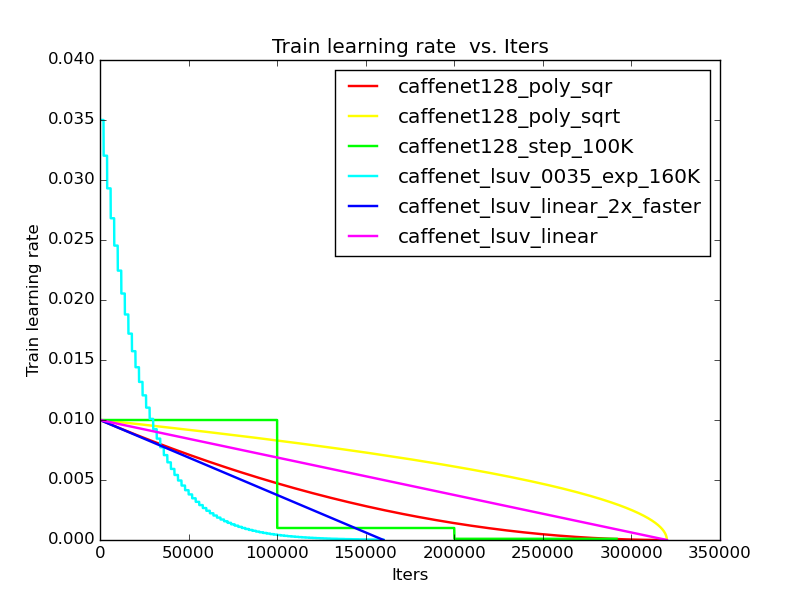 Train learning rate  vs. Iters
0.040
0.035
0.030
0.025
0.020
0.015
0.010
0.005
0.000
Train learning rate
caffenet128_poly_sqr
caffenet128_poly_sqrt
caffenet128_step_100K
caffenet_lsuv_0035_exp_160K
caffenet_lsuv_linear_2x_faster
caffenet_lsuv_linear
0 50000 100000 150000 200000 250000 300000 350000
Iters